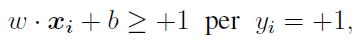 w · xᵢ + b ≥ +1 per yᵢ = +1,